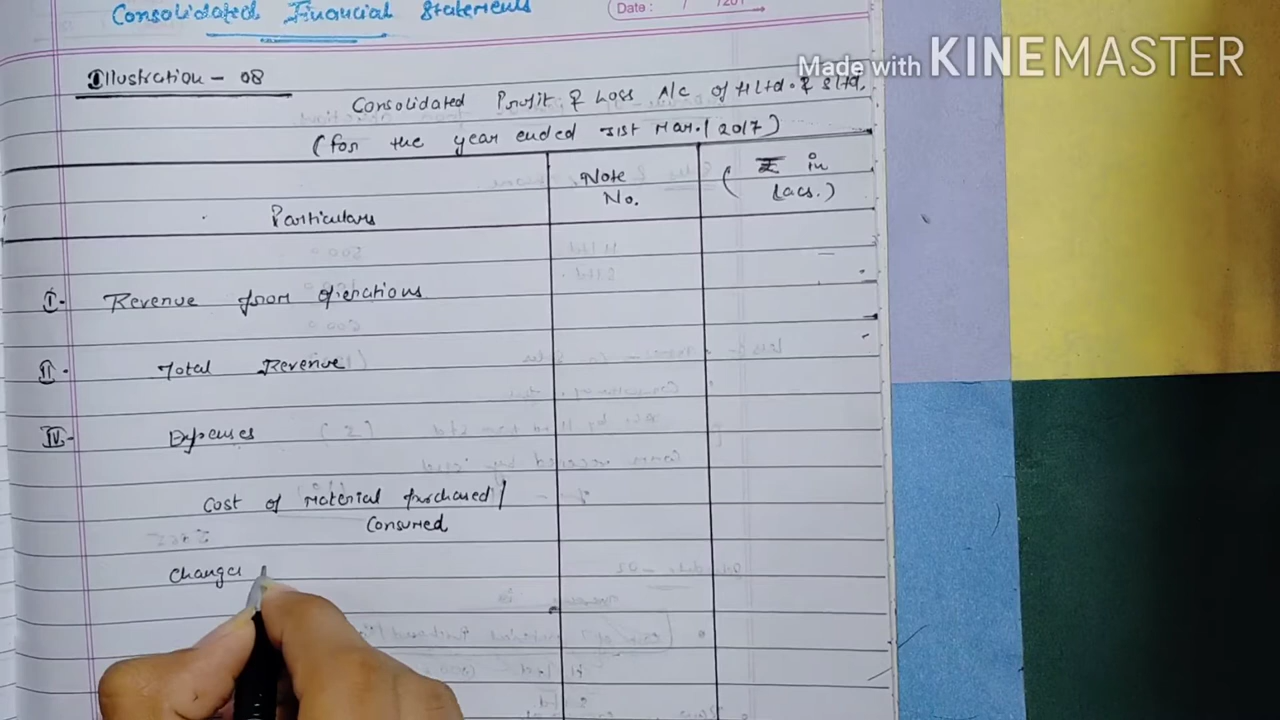 Consolidated Financial Statements
Date: / /201
Made with KINEMASTER
Illustration - 08
Consolidated Profit & Loss A/c of H Ltd. & S Ltd.
(for the year ended 31st Mar. 2017)
Particulars
Note No.
(₹ in Lacs.)
I- Revenue from operations
II- Total Revenue
IV- Expenses
Cost of Material purchased/
Consumed
Changes